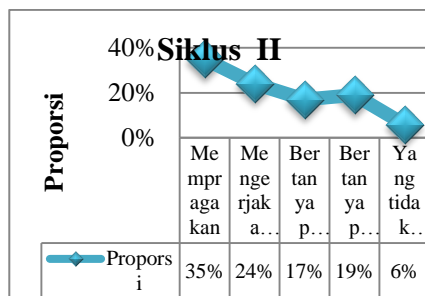 Siklus II
40%
20%
0%
Proporsi
Me
mpr
aga
kan
Me
nge
rjak
a...
Ber
tan
ya
p...
Ber
tan
ya
p...
Ya
ng
tida
k...
Propors
i
35%
24%
17%
19%
6%